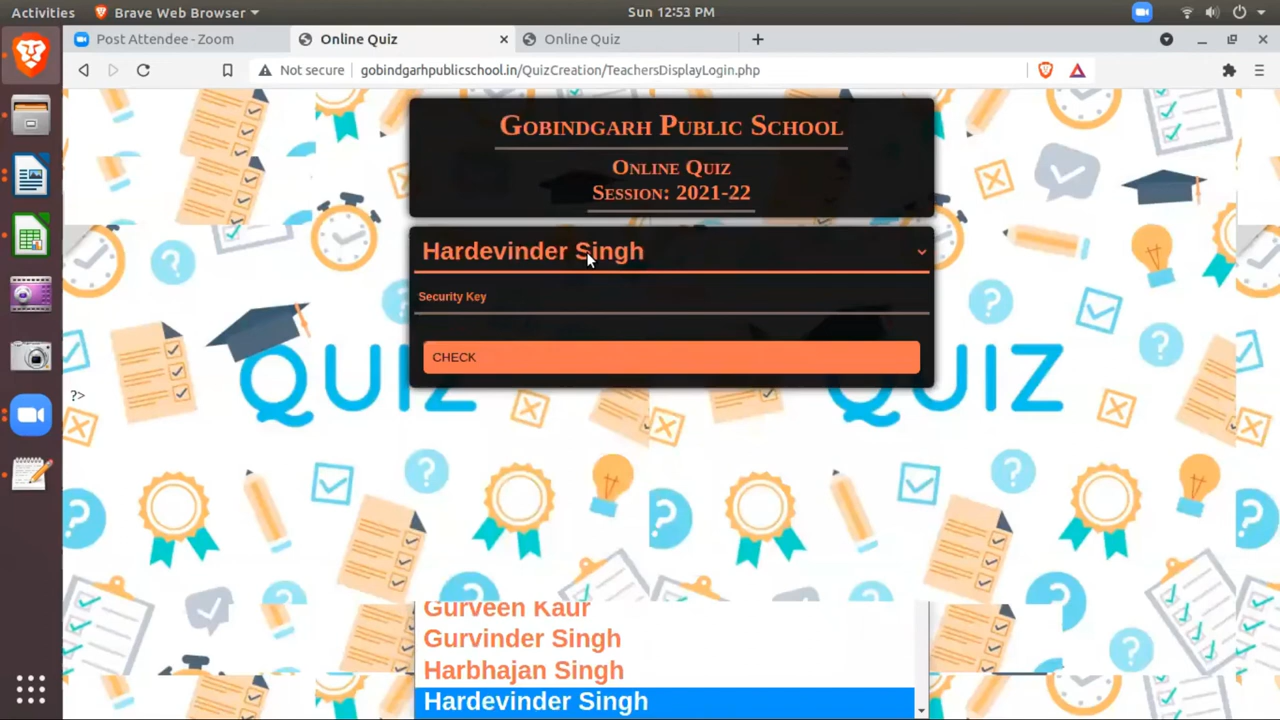 Activities
Brave Web Browser
Sun 12:53 PM
Post Attendee - Zoom
Online Quiz
Online Quiz
Not secure
gobindgarhpublicschool.in/QuizCreation/TeachersDisplayLogin.php
Gobindgarh Public School
Online Quiz
Session: 2021-22
Hardevinder Singh
Security Key
CHECK
?>
QUIZ
QUIZ
Gurveen Kaur
Gurvinder Singh
Harbhajan Singh
Hardevinder Singh